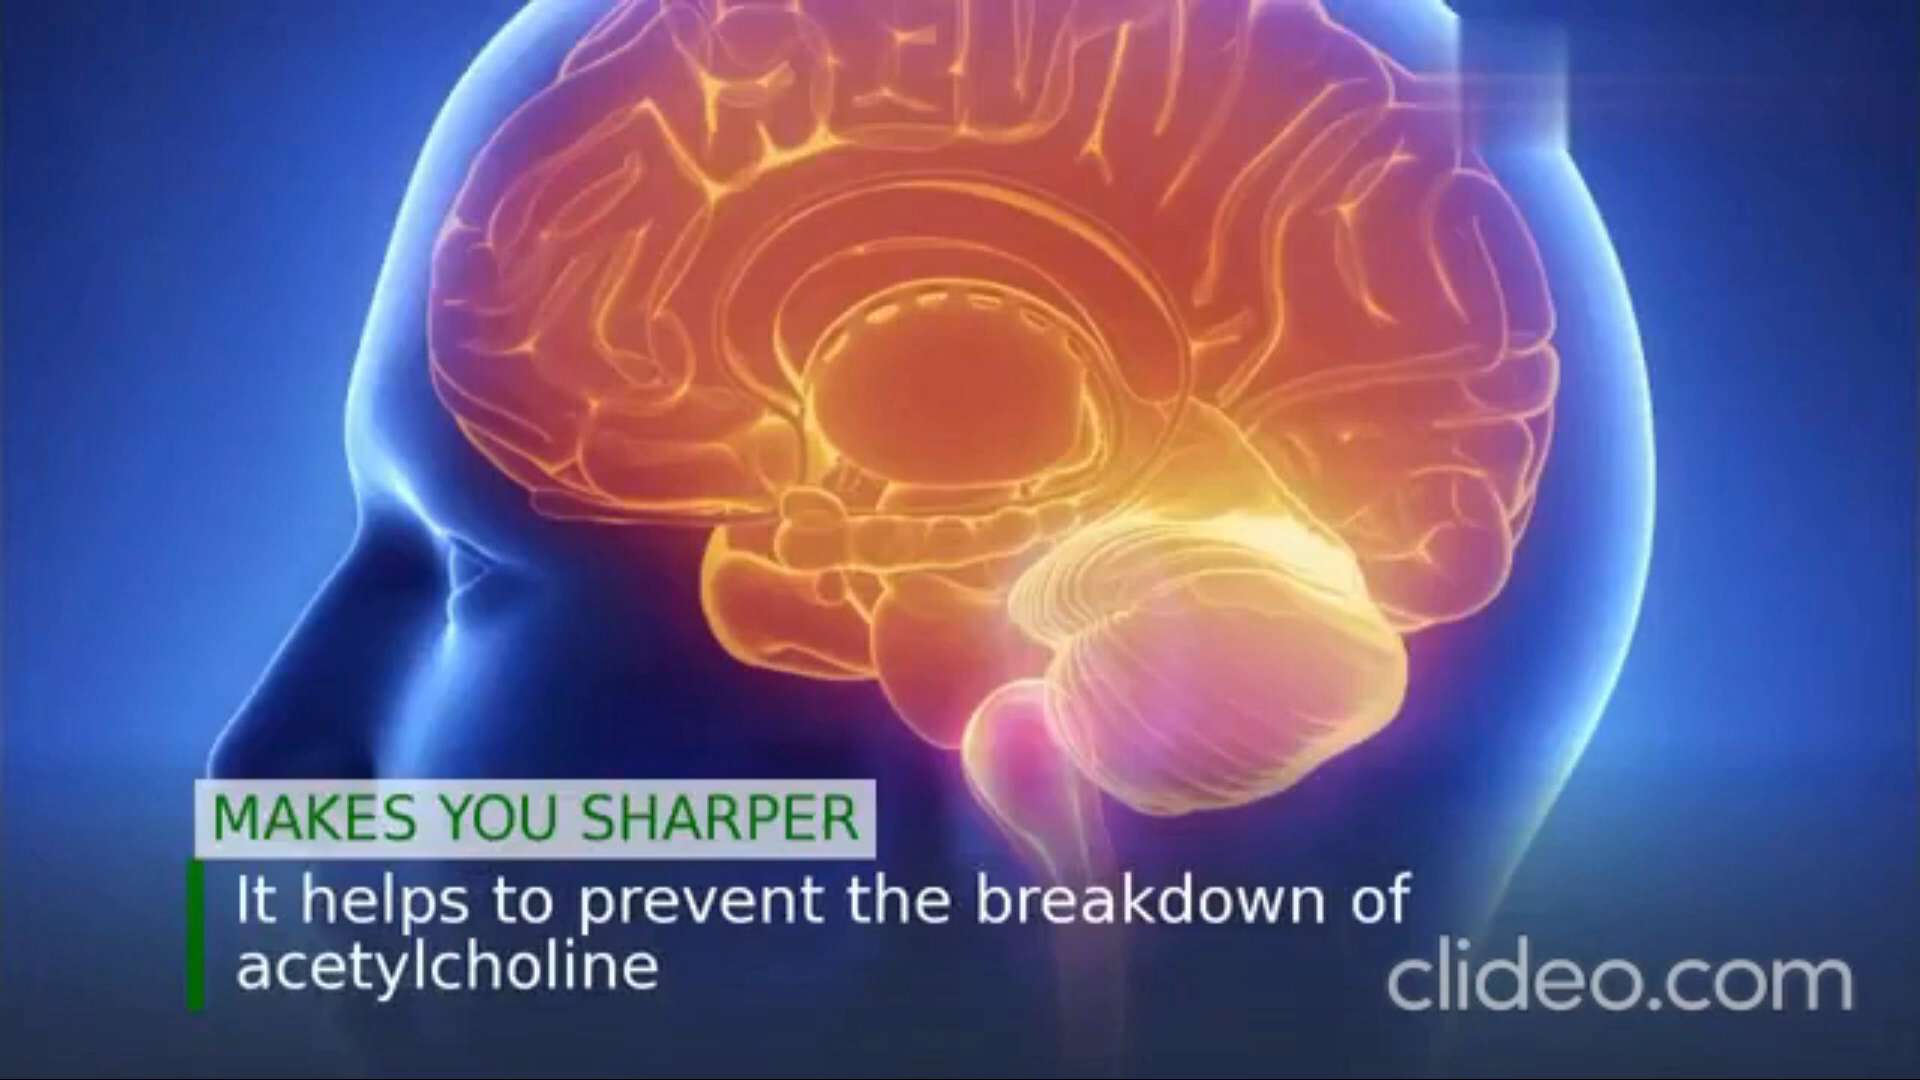 MAKES YOU SHARPER
It helps to prevent the breakdown of
acetylcholine
clideo.com